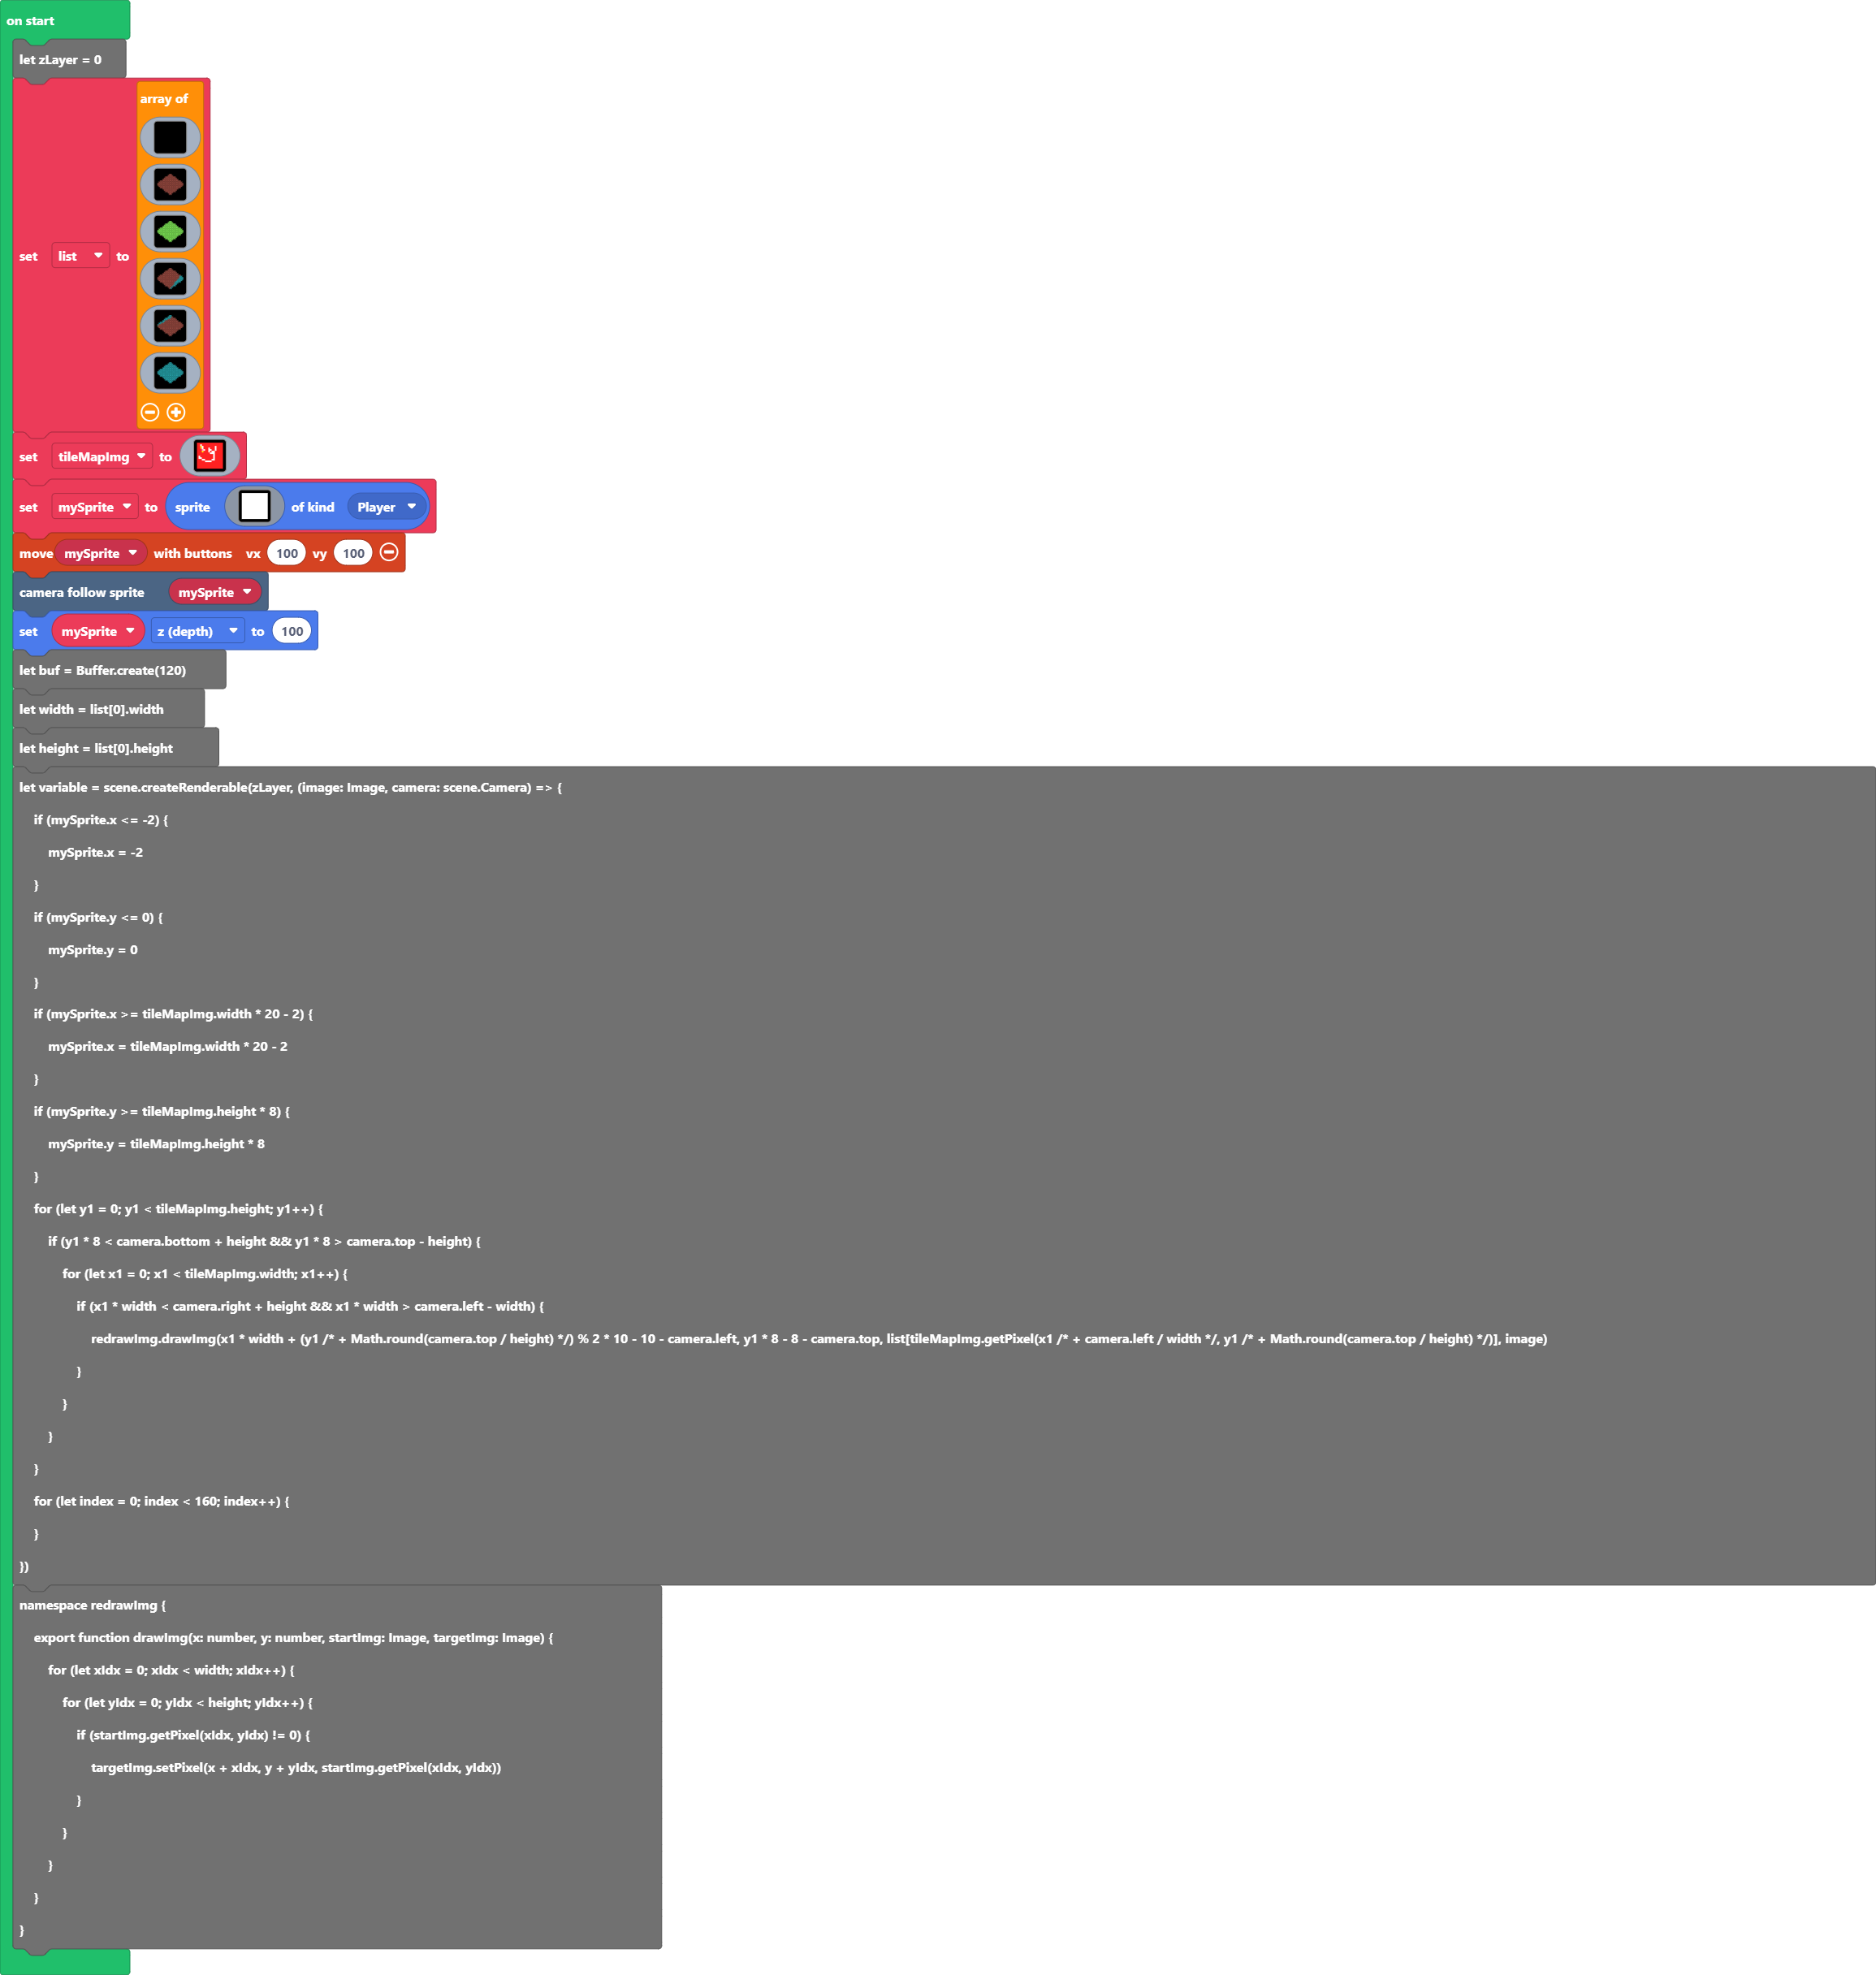 on start
let zLayer = 0
array of
set list to
set tileMapImg to
set mySprite to sprite of kind Player
move mySprite with buttons vx 100 vy 100
camera follow sprite mySprite
set mySprite z (depth) to 100
let buf = Buffer.create(120)
let width = list[0].width
let height = list[0].height
let variable = scene.createRenderable(zLayer, (image: Image, camera: scene.Camera) => {
if (mySprite.x <= -2) {
mySprite.x = -2
}
if (mySprite.y <= 0) {
mySprite.y = 0
}
if (mySprite.x >= tileMapImg.width * 20 - 2) {
mySprite.x = tileMapImg.width * 20 - 2
}
if (mySprite.y >= tileMapImg.height * 8) {
mySprite.y = tileMapImg.height * 8
}
for (let y1 = 0; y1 < tileMapImg.height; y1++) {
if (y1 * 8 < camera.bottom + height && y1 * 8 > camera.top - height) {
for (let x1 = 0; x1 < tileMapImg.width; x1++) {
if (x1 * width < camera.right + height && x1 * width > camera.left - width) {
redrawImg.drawImg(x1 * width + (y1 /* + Math.round(camera.top / height) */) % 2 * 10 - 10 - camera.left, y1 * 8 - 8 - camera.top, list[tileMapImg.getPixel(x1 /* + camera.left / width */, y1 /* + Math.round(camera.top / height) */)], image)
}
}
}
}
for (let index = 0; index < 160; index++) {
}
})
namespace redrawImg {
export function drawImg(x: number, y: number, startImg: Image, targetImg: Image) {
for (let xIdx = 0; xIdx < width; xIdx++) {
for (let yIdx = 0; yIdx < height; yIdx++) {
if (startImg.getPixel(xIdx, yIdx) != 0) {
targetImg.setPixel(x + xIdx, y + yIdx, startImg.getPixel(xIdx, yIdx))
}
}
}
}
}